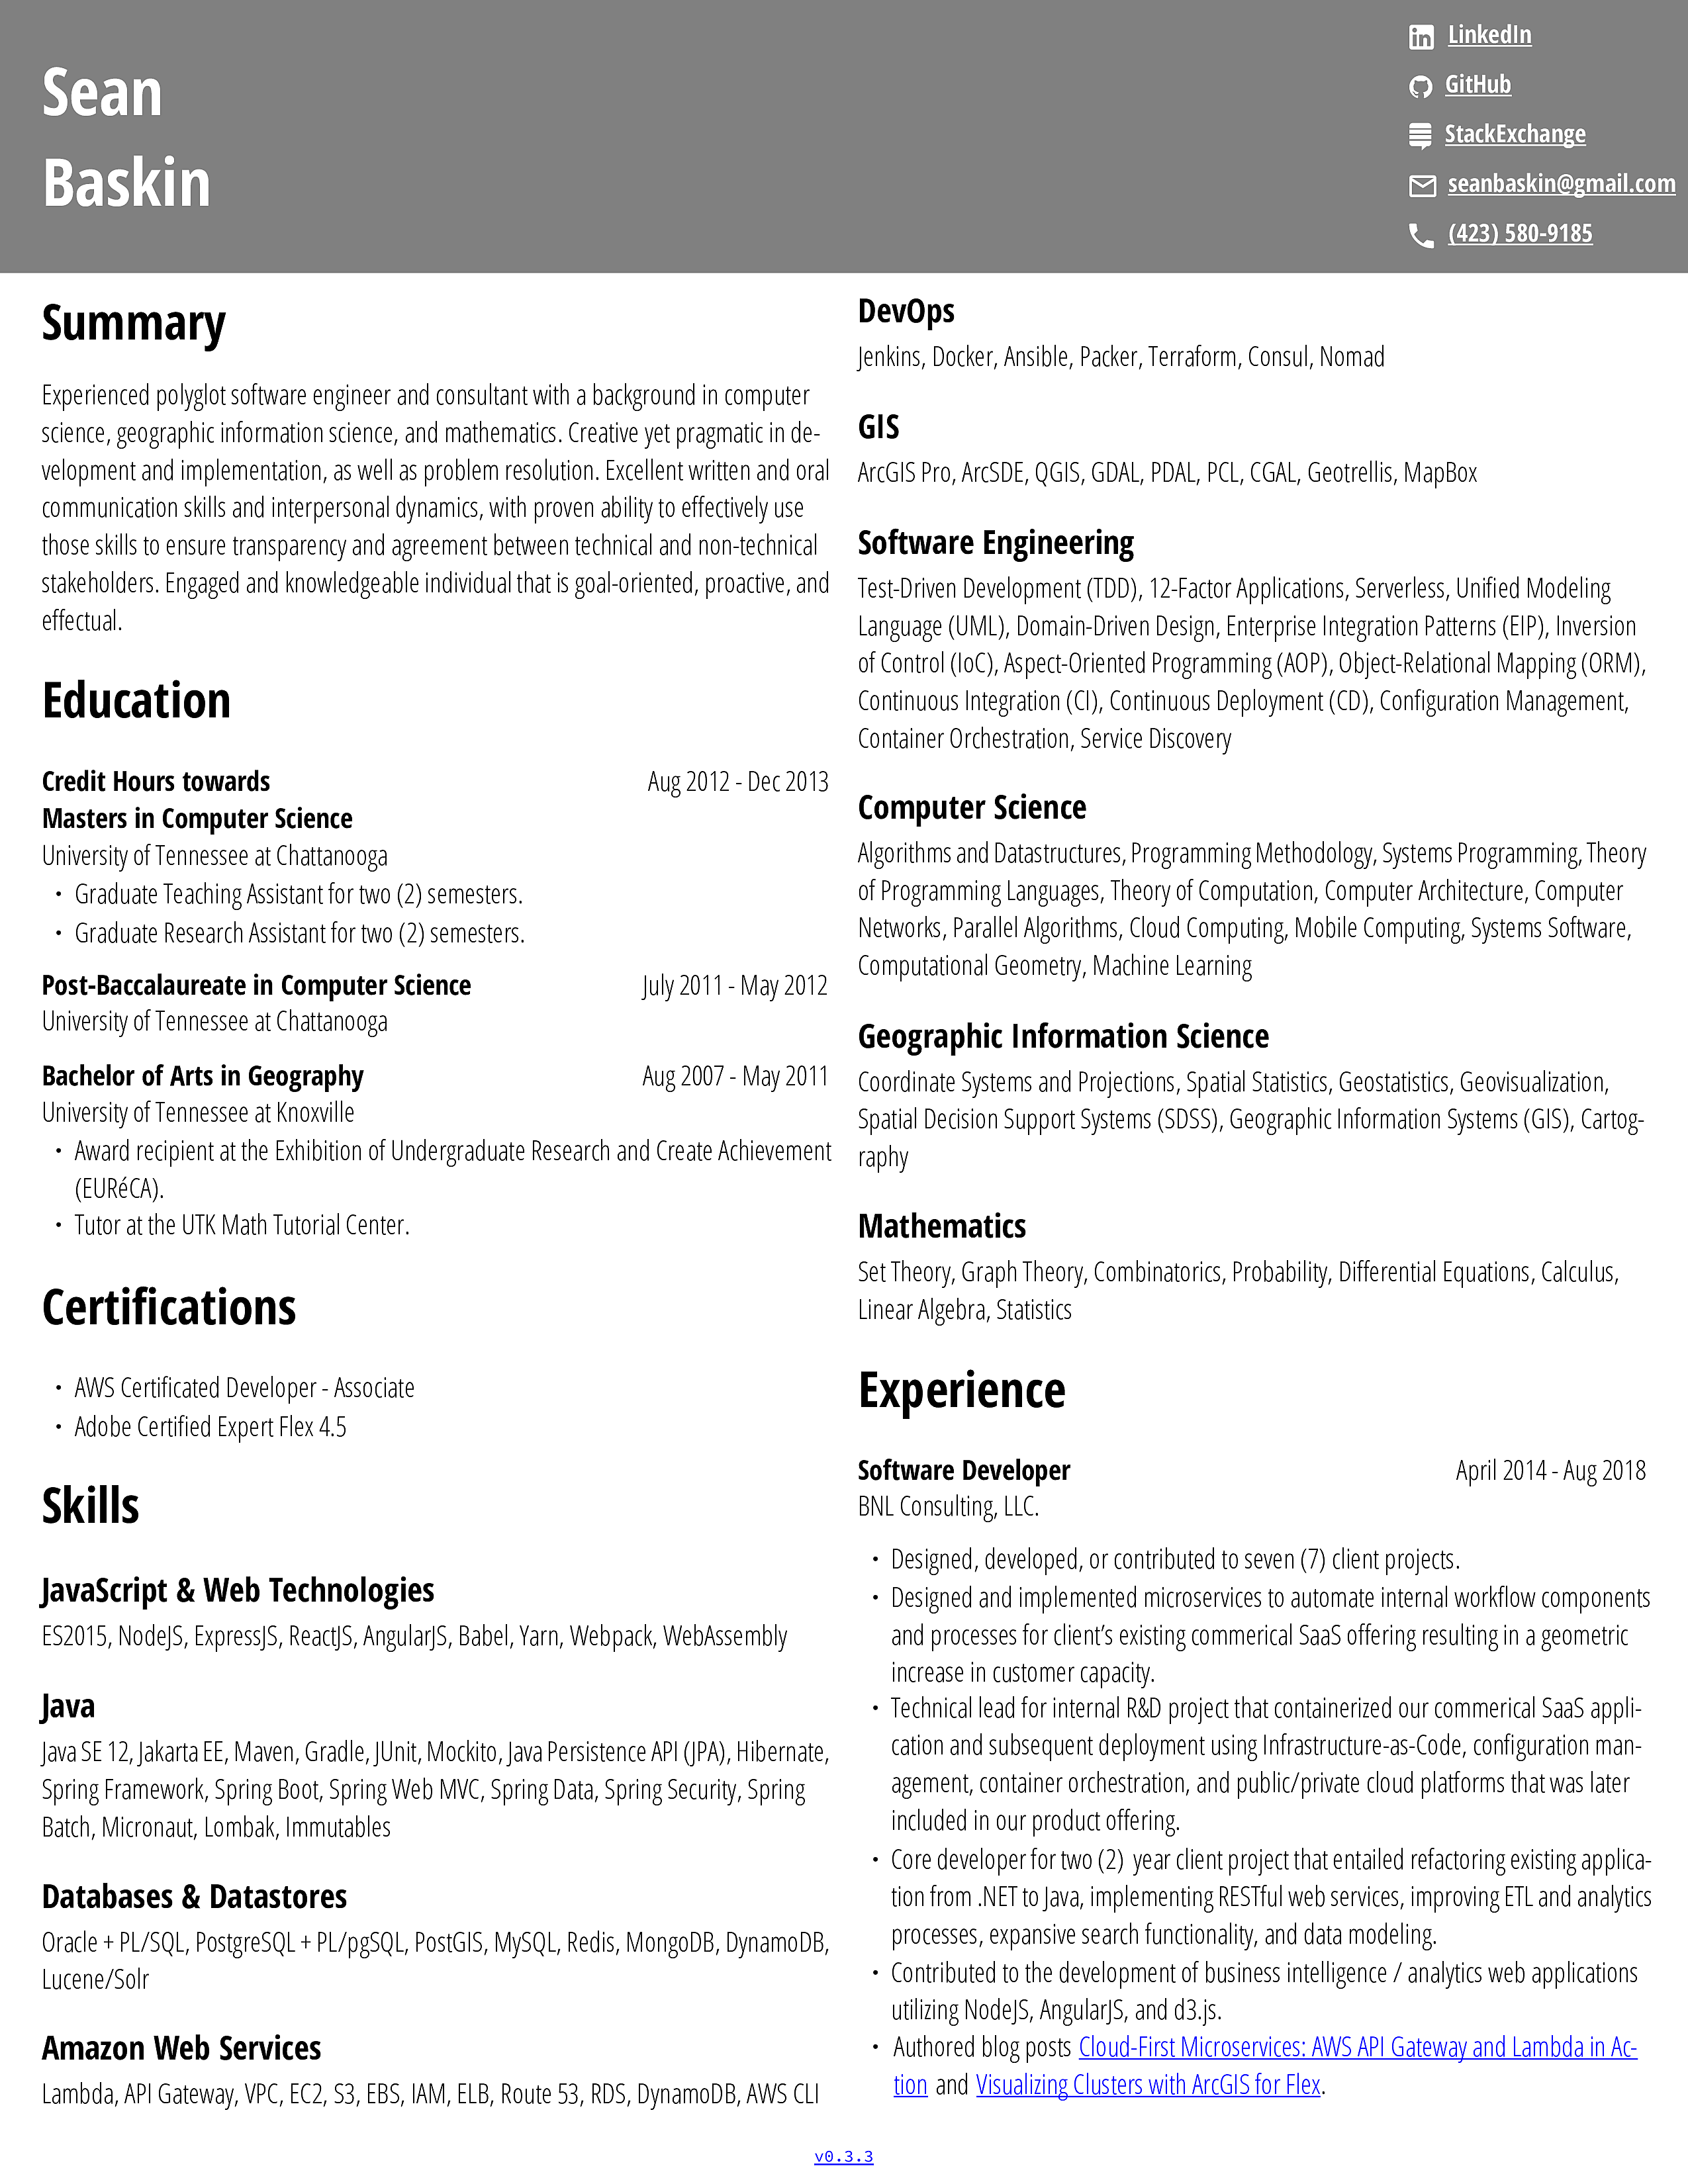 Sean
Baskin
LinkedIn
GitHub
StackExchange
seanbaskin@gmail.com
(423) 580-9185
Summary
Experienced polyglot software engineer and consultant with a background in computer
science, geographic information science, and mathematics. Creative yet pragmatic in de-
velopment and implementation, as well as problem resolution. Excellent written and oral
communication skills and interpersonal dynamics, with proven ability to effectively use
those skills to ensure transparency and agreement between technical and non-technical
stakeholders. Engaged and knowledgeable individual that is goal-oriented, proactive, and
effectual.
Education
Credit Hours towards Aug 2012 - Dec 2013
Masters in Computer Science
University of Tennessee at Chattanooga
• Graduate Teaching Assistant for two (2) semesters.
• Graduate Research Assistant for two (2) semesters.
Post-Baccalaureate in Computer Science July 2011 - May 2012
University of Tennessee at Chattanooga
Bachelor of Arts in Geography Aug 2007 - May 2011
University of Tennessee at Knoxville
• Award recipient at the Exhibition of Undergraduate Research and Create Achievement
(EURéCA).
• Tutor at the UTK Math Tutorial Center.
Certifications
• AWS Certificated Developer - Associate
• Adobe Certified Expert Flex 4.5
Skills
JavaScript & Web Technologies
ES2015, NodeJS, ExpressJS, ReactJS, AngularJS, Babel, Yarn, Webpack, WebAssembly
Java
Java SE 12, Jakarta EE, Maven, Gradle, JUnit, Mockito, Java Persistence API (JPA), Hibernate,
Spring Framework, Spring Boot, Spring Web MVC, Spring Data, Spring Security, Spring
Batch, Micronaut, Lombak, Immutables
Databases & Datastores
Oracle + PL/SQL, PostgreSQL + PL/pgSQL, PostGIS, MySQL, Redis, MongoDB, DynamoDB,
Lucene/Solr
Amazon Web Services
Lambda, API Gateway, VPC, EC2, S3, EBS, IAM, ELB, Route 53, RDS, DynamoDB, AWS CLI
DevOps
Jenkins, Docker, Ansible, Packer, Terraform, Consul, Nomad
GIS
ArcGIS Pro, ArcSDE, QGIS, GDAL, PDAL, PCL, CGAL, Geotrellis, MapBox
Software Engineering
Test-Driven Development (TDD), 12-Factor Applications, Serverless, Unified Modeling
Language (UML), Domain-Driven Design, Enterprise Integration Patterns (EIP), Inversion
of Control (IoC), Aspect-Oriented Programming (AOP), Object-Relational Mapping (ORM),
Continuous Integration (CI), Continuous Deployment (CD), Configuration Management,
Container Orchestration, Service Discovery
Computer Science
Algorithms and Datastructures, Programming Methodology, Systems Programming, Theory
of Programming Languages, Theory of Computation, Computer Architecture, Computer
Networks, Parallel Algorithms, Cloud Computing, Mobile Computing, Systems Software,
Computational Geometry, Machine Learning
Geographic Information Science
Coordinate Systems and Projections, Spatial Statistics, Geostatistics, Geovisualization,
Spatial Decision Support Systems (SDSS), Geographic Information Systems (GIS), Cartog-
raphy
Mathematics
Set Theory, Graph Theory, Combinatorics, Probability, Differential Equations, Calculus,
Linear Algebra, Statistics
Experience
Software Developer April 2014 - Aug 2018
BNL Consulting, LLC.
• Designed, developed, or contributed to seven (7) client projects.
• Designed and implemented microservices to automate internal workflow components
and processes for client’s existing commerical SaaS offering resulting in a geometric
increase in customer capacity.
• Technical lead for internal R&D project that containerized our commerical SaaS appli-
cation and subsequent deployment using Infrastructure-as-Code, configuration man-
agement, container orchestration, and public/private cloud platforms that was later
included in our product offering.
• Core developer for two (2) year client project that entailed refactoring existing applica-
tion from .NET to Java, implementing RESTful web services, improving ETL and analytics
processes, expansive search functionality, and data modeling.
• Contributed to the development of business intelligence / analytics web applications
utilizing NodeJS, AngularJS, and d3.js.
• Authored blog posts Cloud-First Microservices: AWS API Gateway and Lambda in Ac-
tion and Visualizing Clusters with ArcGIS for Flex.
v0.3.3